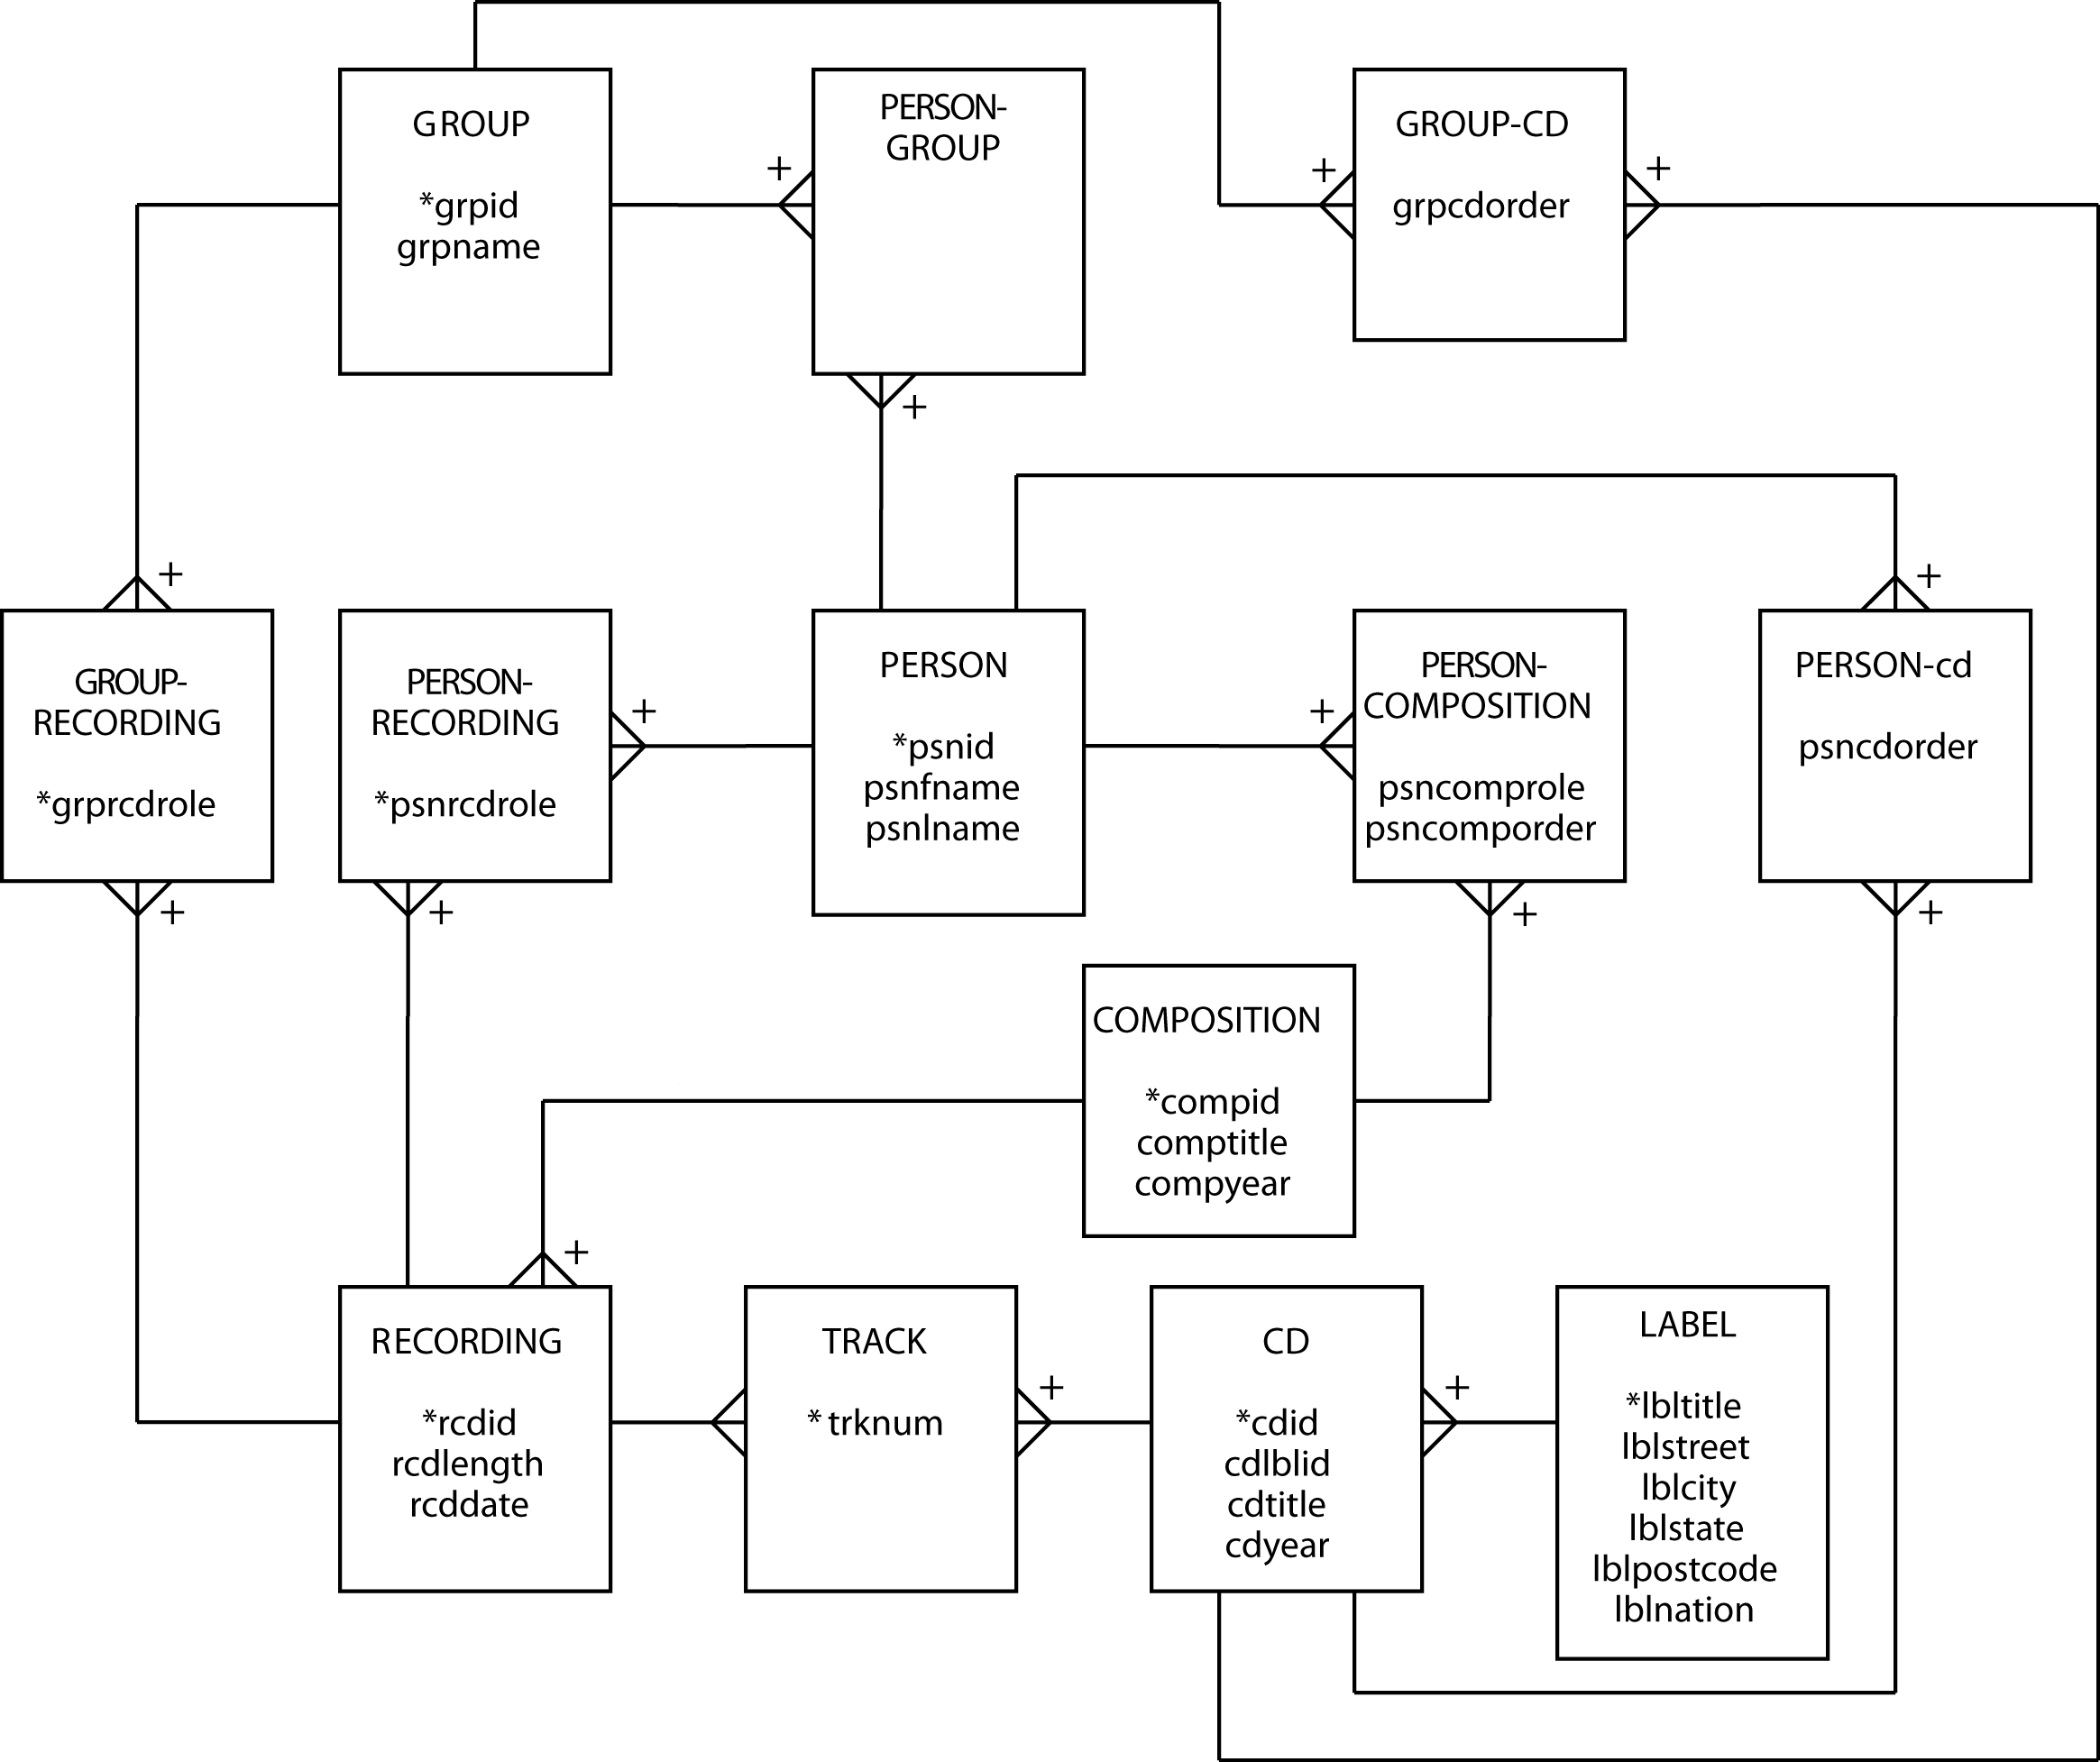 GROUP
*grpid
grpname
+
PERSON-
GROUP
+
+
GROUP-CD
grpcdorder
+
+
GROUP-
RECORDING
*grprcdrole
+
PERSON-
RECORDING
*psnrcdrole
+
+
PERSON
*psnid
psnfname
psnlname
+
PERSON-
COMPOSITION
psncomprole
psncomporder
+
+
PERSON-cd
psncdorder
+
COMPOSITION
*compid
comptitle
compyear
+
RECORDING
*rcdid
rcdlength
rcddate
TRACK
* trknum
+
CD
*cdid
cdlblid
cdtitle
cdyear
+
LABEL
*lbltitle
lblstreet
lblcity
lblstate
lblpostcode
lblnation